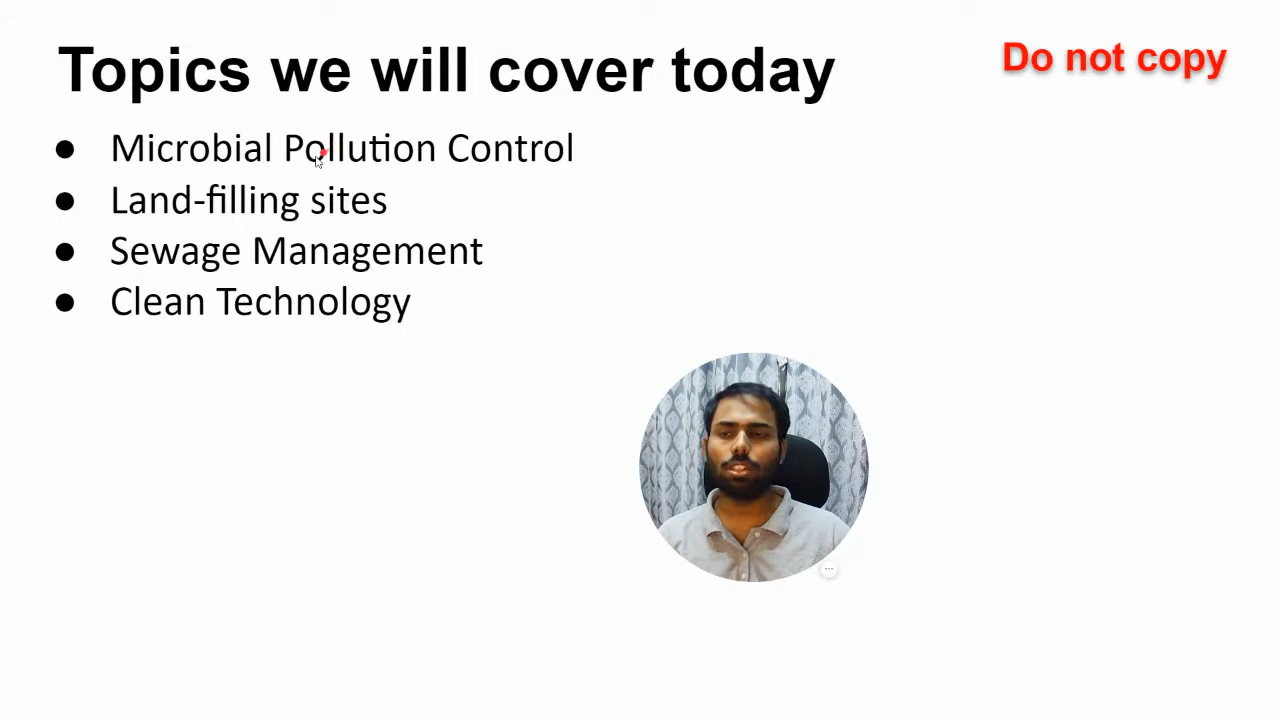 Topics we will cover today
Do not copy
● Microbial Pollution Control
● Land-filling sites
● Sewage Management
● Clean Technology